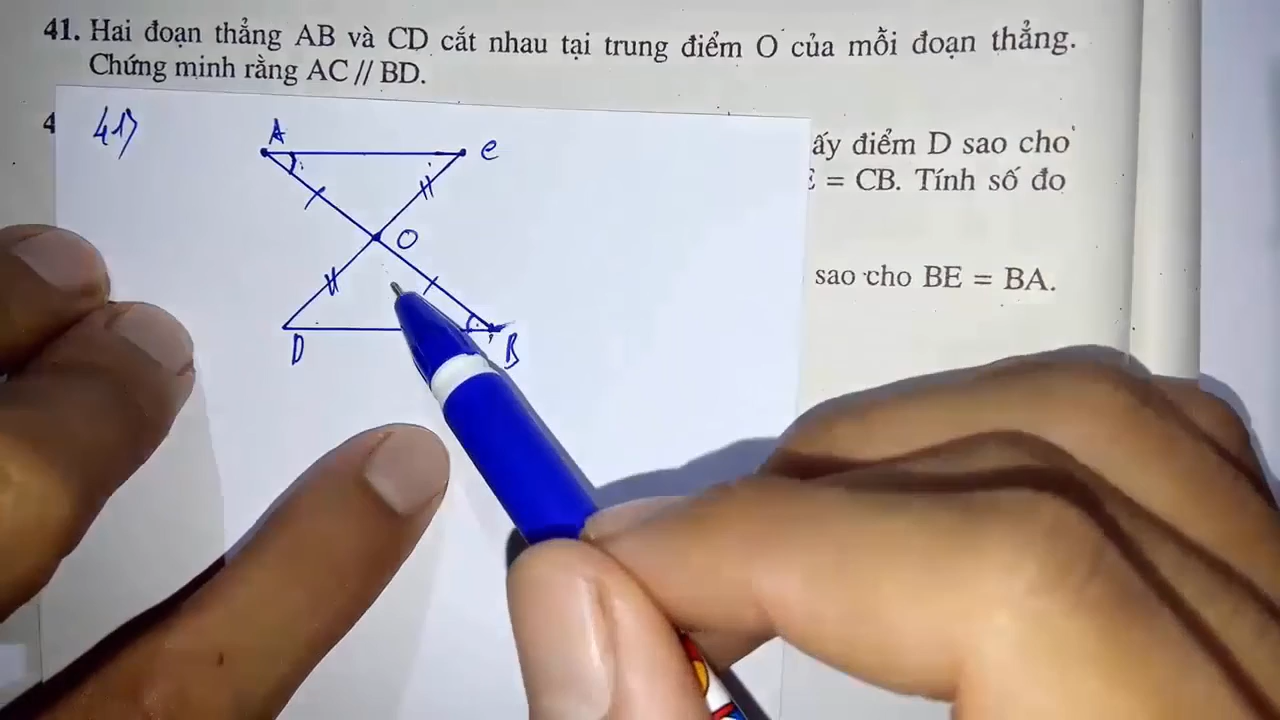 41. Hai đoạn thẳng AB và CD cắt nhau tại trung điểm O của mỗi đoạn thẳng.
Chứng minh rằng AC // BD.
4
41)
A
C
ấy điểm D sao cho
= CB. Tính số đo
O
sao cho BE = BA.
D
B